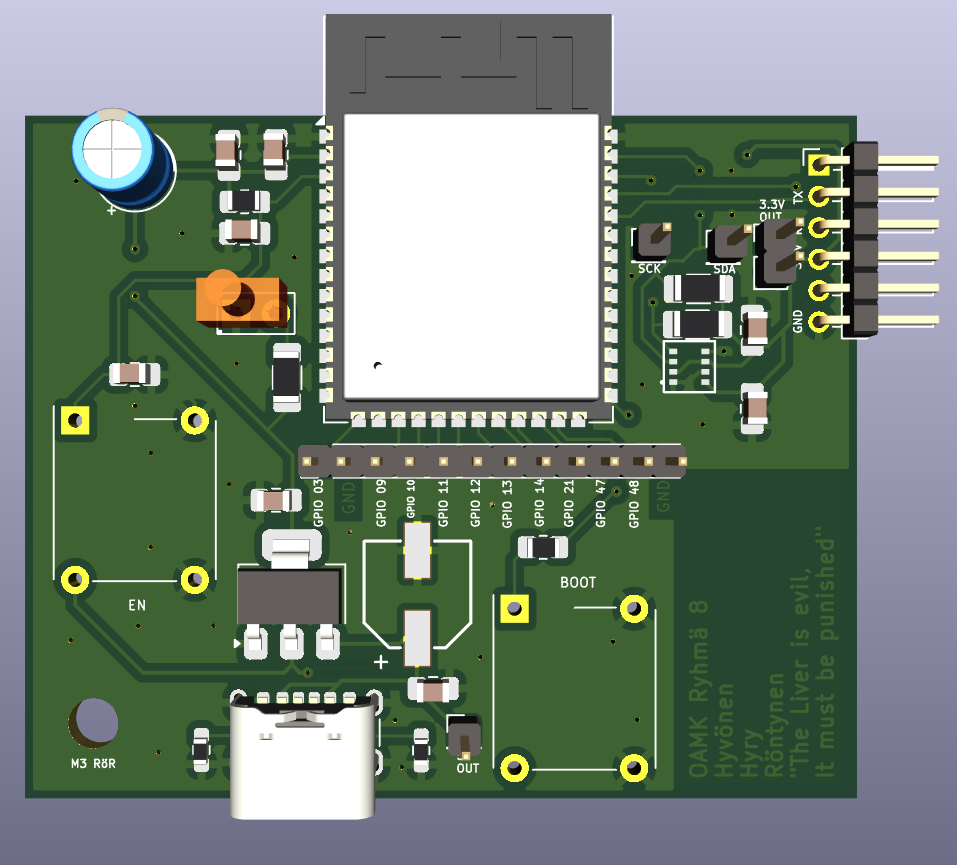 +
TX
3.3V
OUT
SCK
SDA
GND
GPIO 03
GND
GPIO 09
GPIO 10
GPIO 11
GPIO 12
GPIO 13
GPIO 14
GPIO 21
GPIO 47
GPIO 48
GND
BOOT
EN
+
M3 RÖR
OUT
OAMK Ryhmä 8
Hyvönen
Hyry
Röntynen
"The Liver is evil,
It must be punished"